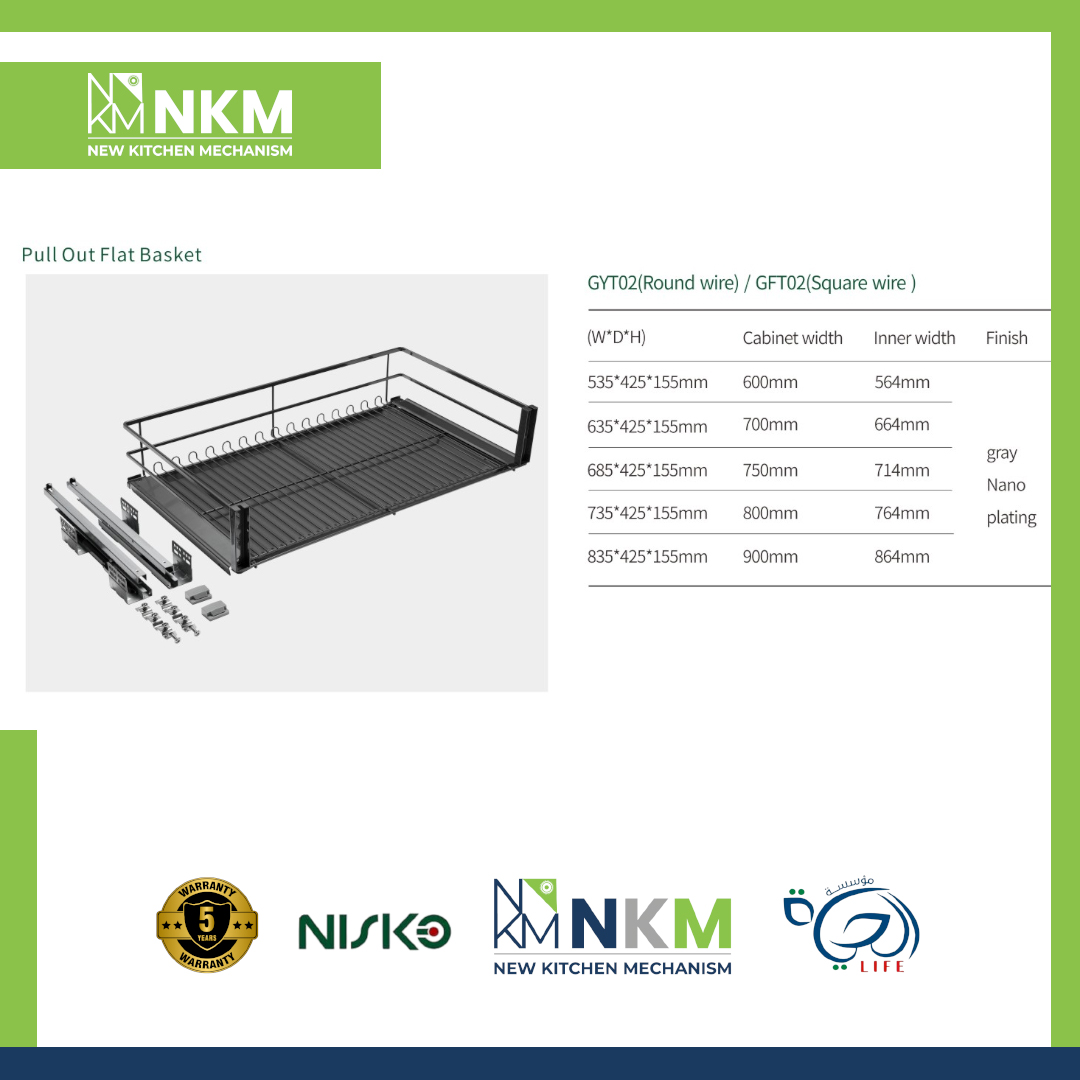 NKM
NKM
NEW KITCHEN MECHANISM
Pull Out Flat Basket
GYT02(Round wire) / GFT02(Square wire )
(W*D*H) Cabinet width Inner width Finish
535*425*155mm 600mm 564mm
635*425*155mm 700mm 664mm
685*425*155mm 750mm 714mm
735*425*155mm 800mm 764mm
835*425*155mm 900mm 864mm
gray
Nano
plating
WARRANTY
5
YEARS
WARRANTY
NISKO
NKM
NKM
NEW KITCHEN MECHANISM
مؤسسة
LIFE